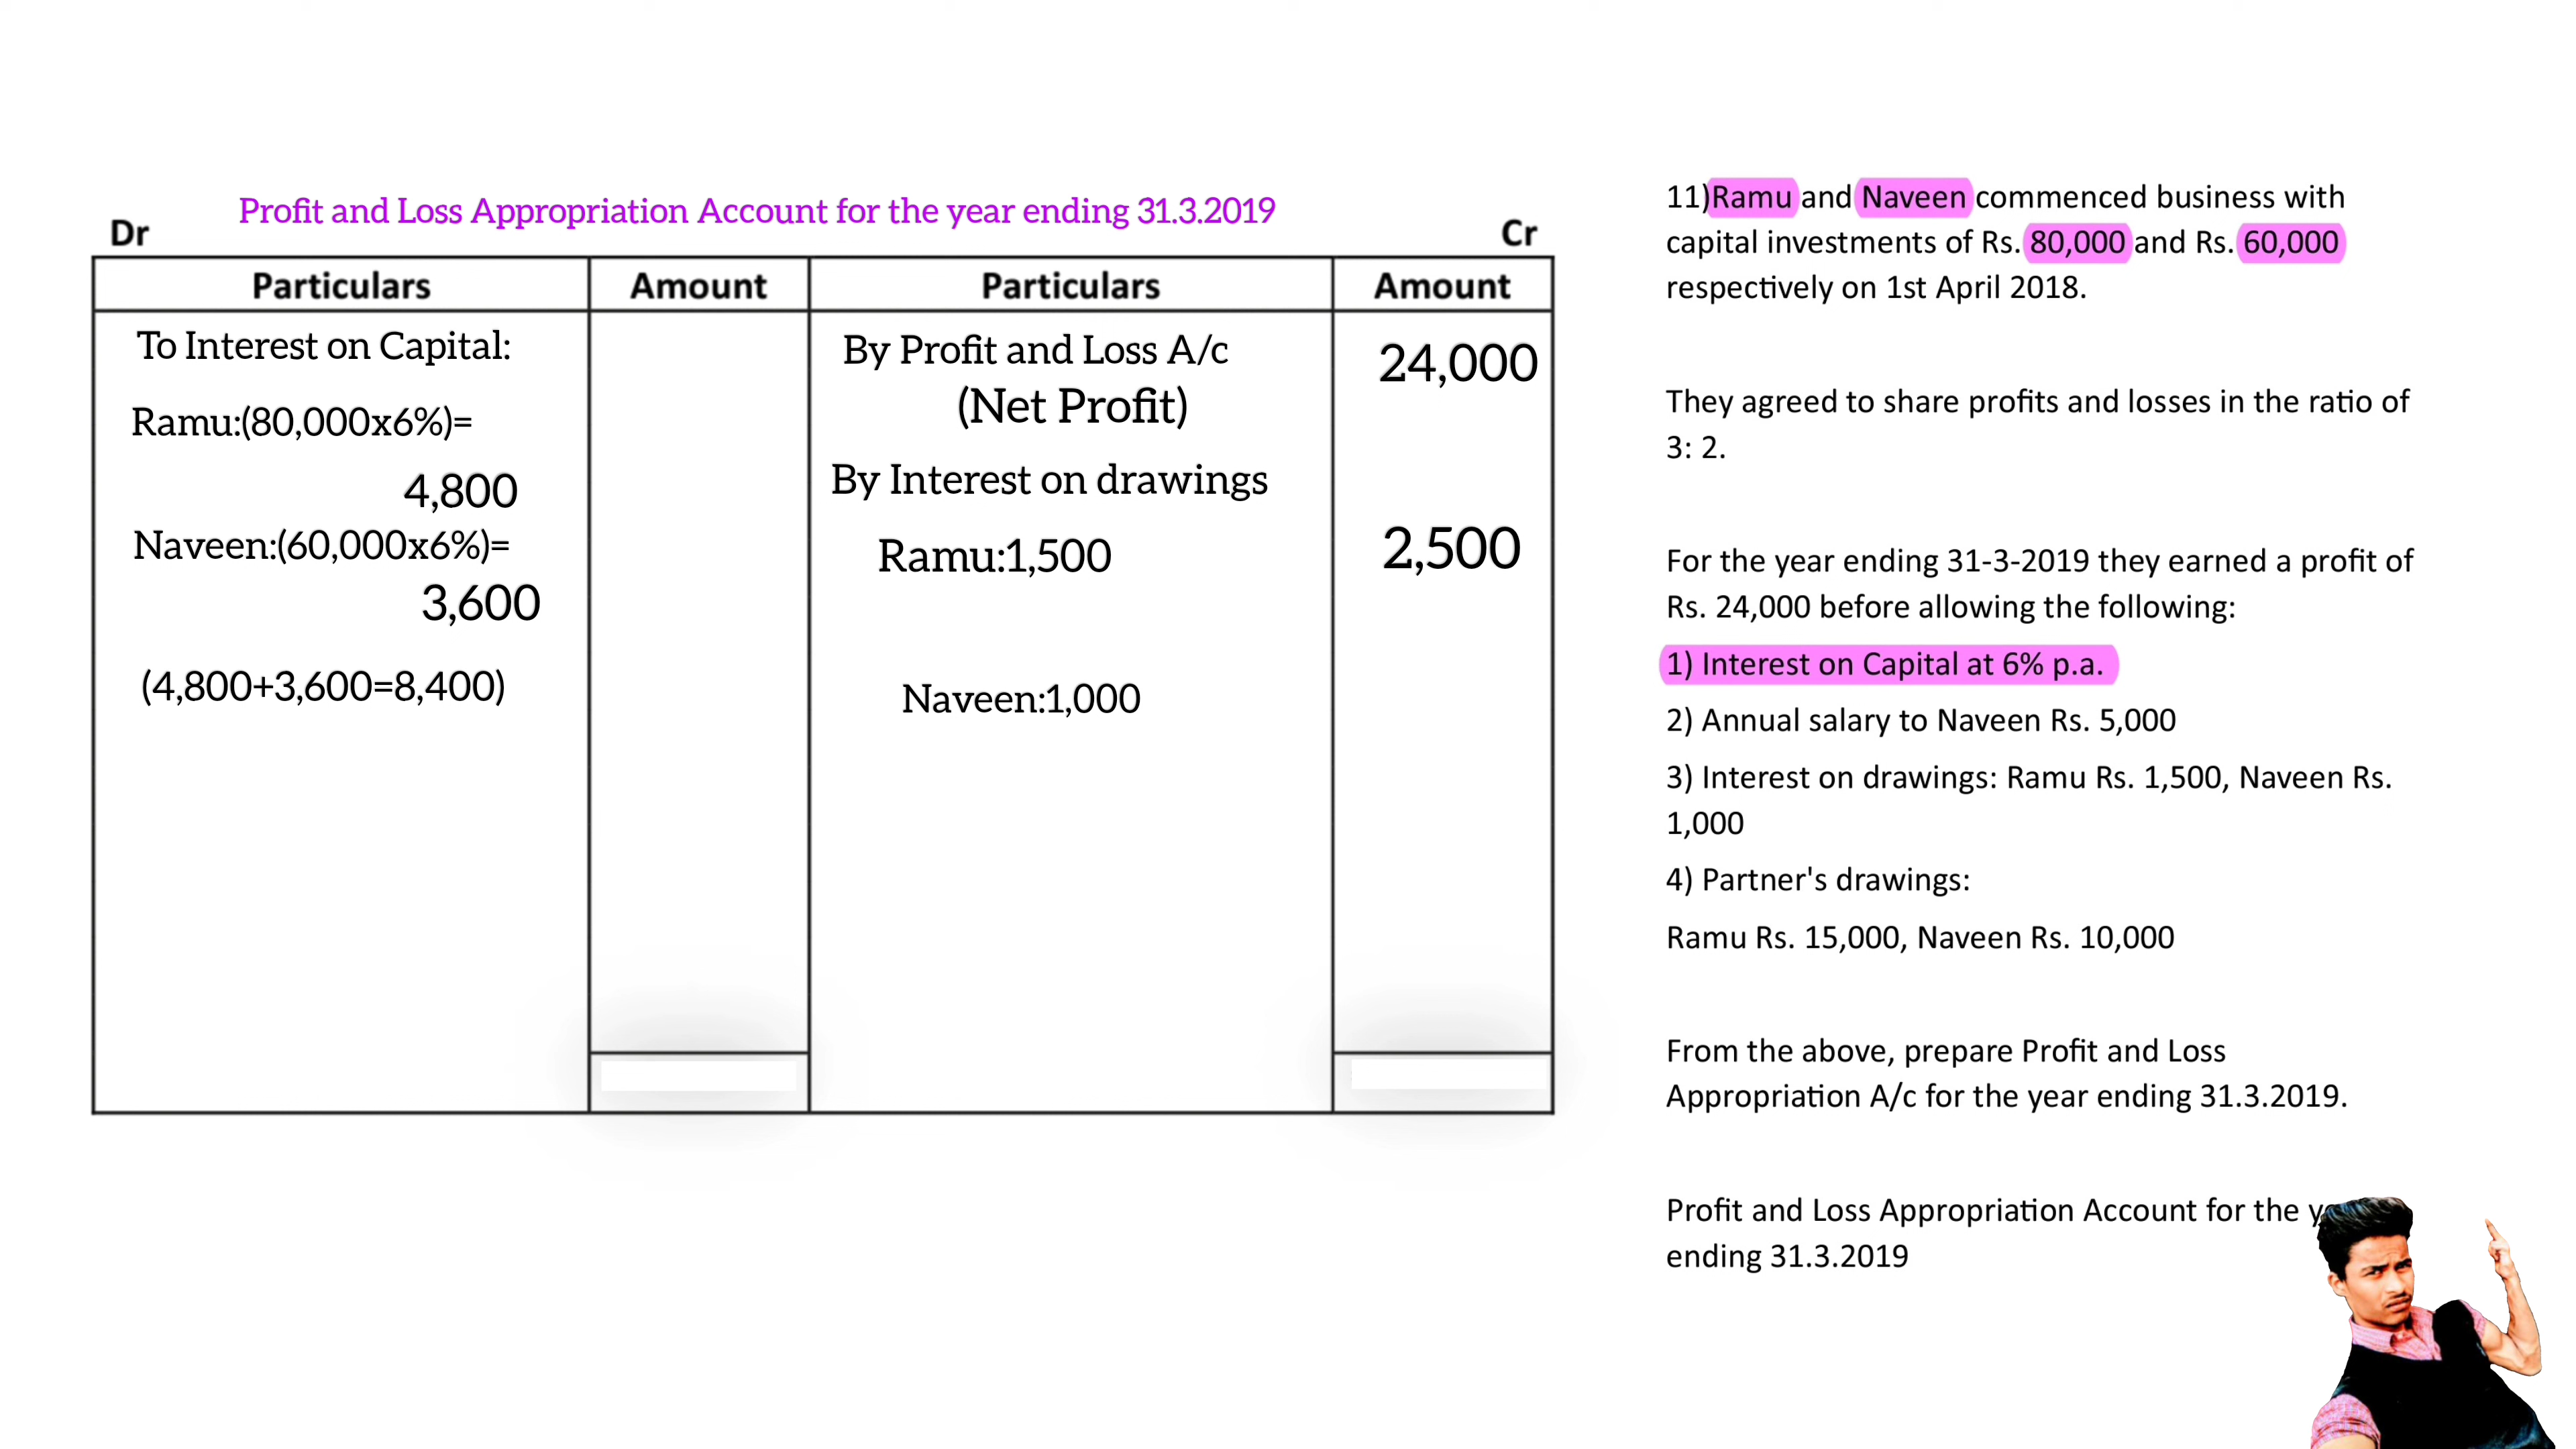 Profit and Loss Appropriation Account for the year ending 31.3.2019
Dr
Cr
Particulars
Amount
Particulars
Amount
To Interest on Capital:
Ramu:(80,000x6%)=
4,800
Naveen:(60,000x6%)=
3,600
(4,800+3,600=8,400)
By Profit and Loss A/c
24,000
(Net Profit)
By Interest on drawings
Ramu:1,500
2,500
Naveen:1,000
11)Ramu and Naveen commenced business with
capital investments of Rs. 80,000 and Rs. 60,000
respectively on 1st April 2018.
They agreed to share profits and losses in the ratio of
3: 2.
For the year ending 31-3-2019 they earned a profit of
Rs. 24,000 before allowing the following:
1) Interest on Capital at 6% p.a.
2) Annual salary to Naveen Rs. 5,000
3) Interest on drawings: Ramu Rs. 1,500, Naveen Rs.
1,000
4) Partner's drawings:
Ramu Rs. 15,000, Naveen Rs. 10,000
From the above, prepare Profit and Loss
Appropriation A/c for the year ending 31.3.2019.
Profit and Loss Appropriation Account for the
ending 31.3.2019